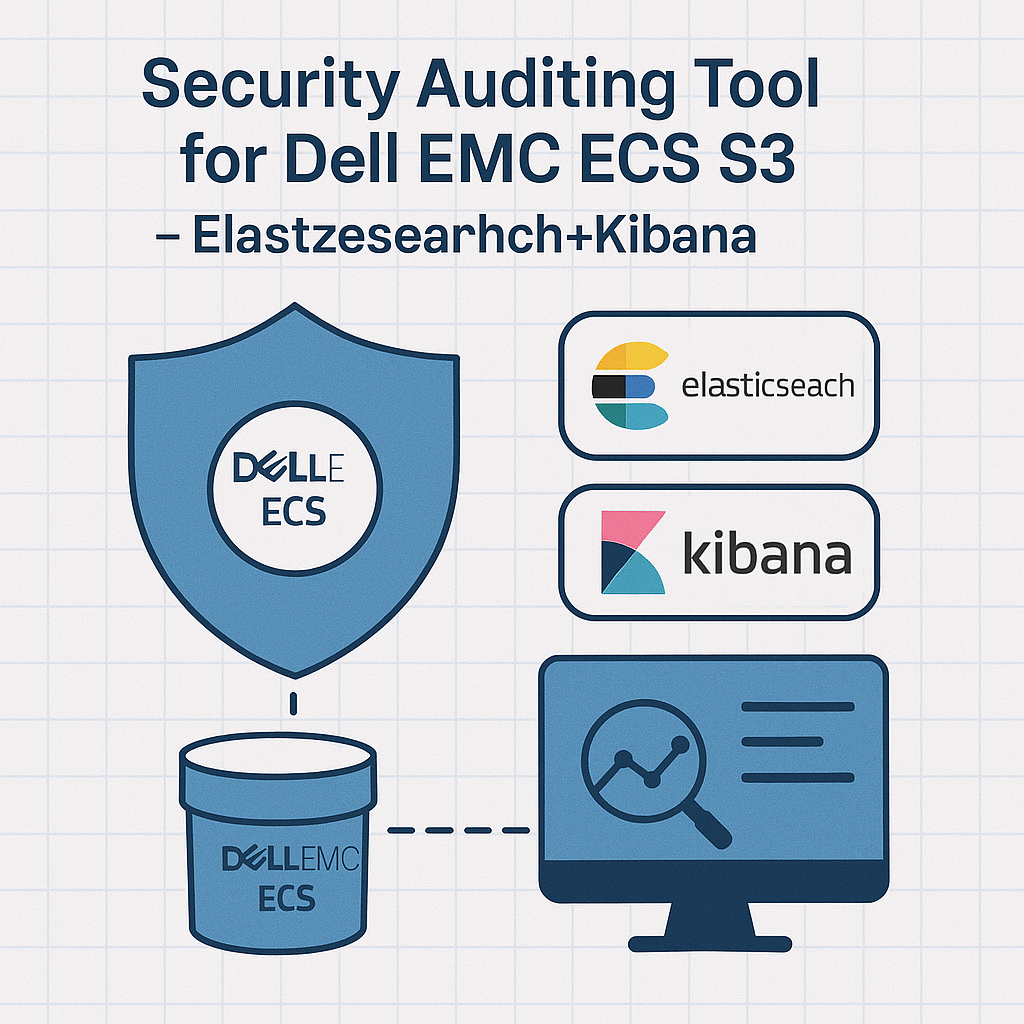 Security Auditing Tool
for Dell EMC ECS S3
– Elastzesearhch+Kibana
DELLE
ECS
elasticseach
kibana
DELLEMC
ECS